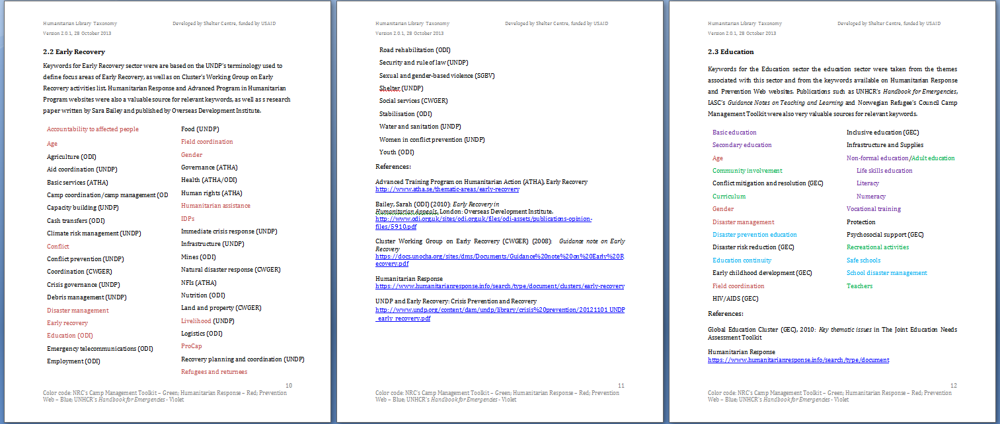 Humanitarian Library Taxonomy Developed by Shelter Centre, funded by USAID
Version 2.0.1, 28 October 2013
2.2 Early Recovery
Keywords for Early Recovery sector were are based on the UNDP's terminology used to
define focus areas of Early Recovery, as well as on Cluster's Working Group on Early
Recovery activities list. Humanitarian Response and Advanced Program in Humanitarian
Program websites were also a valuable source for relevant keywords, as well as s research
paper written by Sara Bailey and published by Overseas Development Institute.
Accountability to affected people
Age
Agriculture (ODI)
Aid coordination (UNDP)
Basic services (ATHA)
Camp coordination/camp management (OD
Capacity building (UNDP)
Cash transfers (ODI)
Climate risk management (UNDP)
Conflict
Conflict prevention (UNDP)
Coordination (CWGER)
Crisis governance (UNDP)
Debris management (UNDP)
Disaster management
Early recovery
Education (ODI)
Emergency telecommunications (ODI)
Employment (ODI)
Food (UNDP)
Field coordination
Gender
Governance (ATHA)
Health (ATHA/ODI)
Human rights (ATHA)
Humanitarian assistance
IDPs
Immediate crisis response (UNDP)
Infrastructure (UNDP)
Mines (ODI)
Natural disaster response (CWGER)
NFIs (ATHA)
Nutrition (ODI)
Land and property (CWGER)
Livelihood (UNDP)
Logistics (ODI)
ProCap
Recovery planning and coordination (UNDP)
Refugees and returnees
10
Color code: NRC's Camp Management Toolkit – Green; Humanitarian Response – Red; Prevention
Web – Blue; UNHCR's Handbook for Emergencies - Violet
Humanitarian Library Taxonomy Developed by Shelter Centre, funded by USAID
Version 2.0.1, 28 October 2013
Road rehabilitation (ODI)
Security and rule of law (UNDP)
Sexual and gender-based violence (SGBV)
Shelter (UNDP)
Social services (CWGER)
Stabilisation (ODI)
Water and sanitation (UNDP)
Women in conflict prevention (UNDP)
Youth (ODI)
References:
Advanced Training Program on Humanitarian Action (ATHA), Early Recovery
http://www.atha.se/thematic-areas/early-recovery
Bailey, Sarah (ODI) (2010): Early Recovery in
Humanitarian Appeals, London: Overseas Development Institute.
http://www.odi.org.uk/sites/odi.org.uk/files/odi-assets/publications-opinion-
files/5910.pdf
Cluster Working Group on Early Recovery (CWGER) (2008): Guidance note on Early
Recovery
https://docs.unocha.org/sites/dms/Documents/Guidance%20note%20on%20Early%20R
ecovery.pdf
Humanitarian Response
https://www.humanitarianresponse.info/search/type/document/clusters/early-recovery
UNDP and Early Recovery: Crisis Prevention and Recovery
http://www.undp.org/content/dam/undp/library/crisis%20prevention/20121101_UNDP
_early_recovery.pdf
11
Color code: NRC's Camp Management Toolkit – Green; Humanitarian Response – Red; Prevention
Web – Blue; UNHCR's Handbook for Emergencies - Violet
Humanitarian Library Taxonomy Developed by Shelter Centre, funded by USAID
Version 2.0.1, 28 October 2013
2.3 Education
Keywords for the Education sector the education sector were taken from the themes
associated with this sector and from the keywords available on Humanitarian Response
and Prevention Web websites. Publications such as UNHCR's Handbook for Emergencies,
IASC's Guidance Notes on Teaching and Learning and Norwegian Refugee's Council Camp
Management Toolkit were also very valuable sources for relevant keywords.
Basic education
Secondary education
Age
Community involvement
Conflict mitigation and resolution (GEC)
Curriculum
Gender
Disaster management
Disaster prevention education
Disaster risk reduction (GEC)
Education continuity
Early childhood development (GEC)
Field coordination
HIV/AIDS (GEC)
Inclusive education (GEC)
Infrastructure and Supplies
Non-formal education/Adult education
Life skills education
Literacy
Numeracy
Vocational training
Protection
Psychosocial support (GEC)
Recreational activities
Safe schools
School disaster management
Teachers
References:
Global Education Cluster (GEC), 2010: Key thematic issues in The Joint Education Needs
Assessment Toolkit
Humanitarian Response
https://www.humanitarianresponse.info/search/type/document
12
Color code: NRC's Camp Management Toolkit – Green; Humanitarian Response – Red; Prevention
Web – Blue; UNHCR's Handbook for Emergencies - Violet